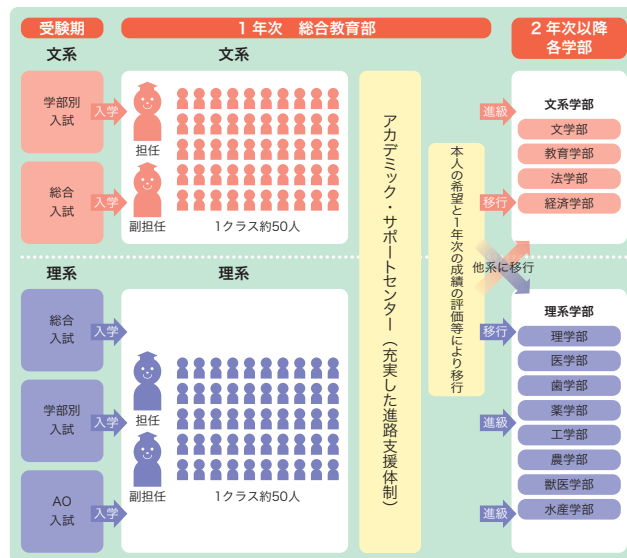 受験期
1年次 総合教育部
2年次以降
各学部
文系
文系
学部別
入試
入学
担任
総合
入試
入学
副担任
1クラス約50人
アカデミック・サポートセンター（充実した進路支援体制）
本人の希望と1年次の成績の評価等により移行
進級
移行
他系に移行
文系学部
文学部
教育学部
法学部
経済学部
理系
理系
総合
入試
入学
学部別
入試
入学
担任
AO
入試
入学
副担任
1クラス約50人
移行
進級
進級
理系学部
理学部
医学部
歯学部
薬学部
工学部
農学部
獣医学部
水産学部